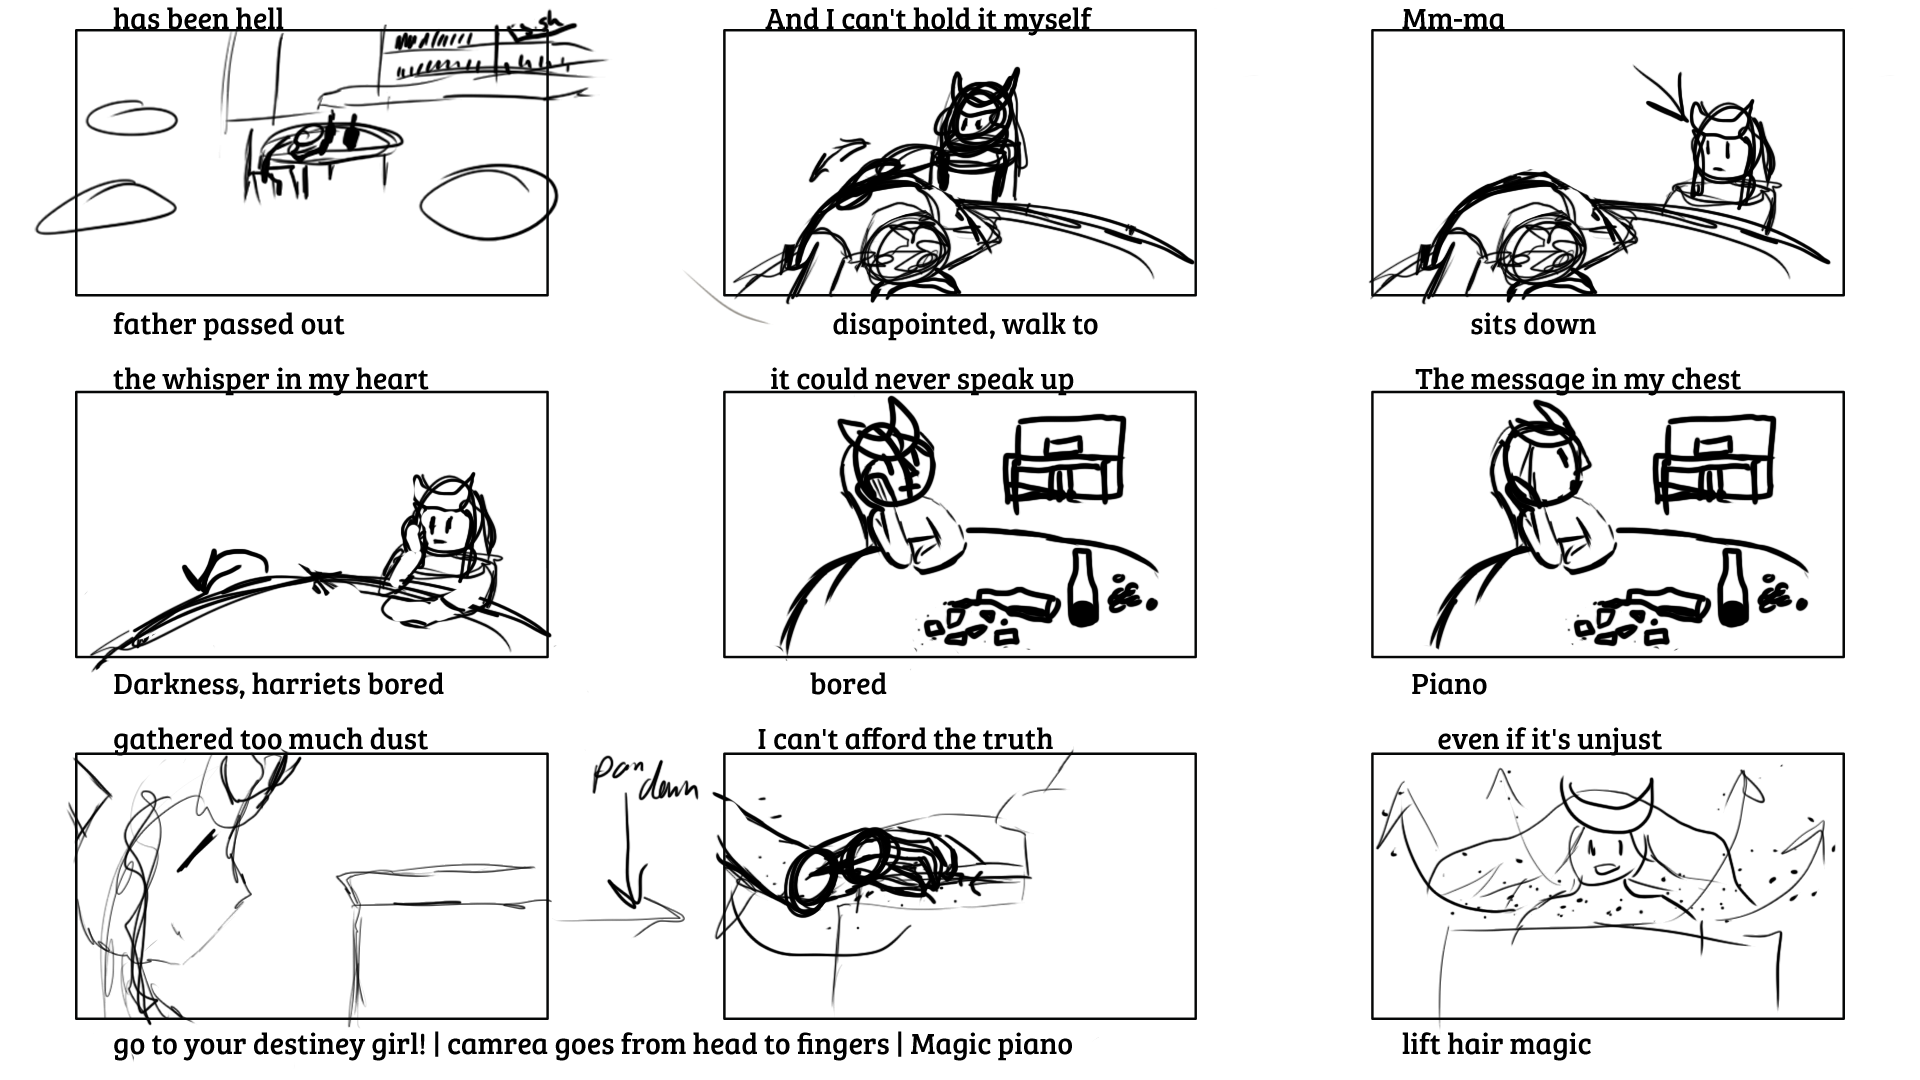 has been hell
And I can't hold it myself
Mm-ma
father passed out
disapointed, walk to
sits down
the whisper in my heart
it could never speak up
The message in my chest
Darkness, harriets bored
bored
Piano
gathered too much dust
I can't afford the truth
even if it's unjust
pan down
go to your destiney girl! | camrea goes from head to fingers | Magic piano
lift hair magic